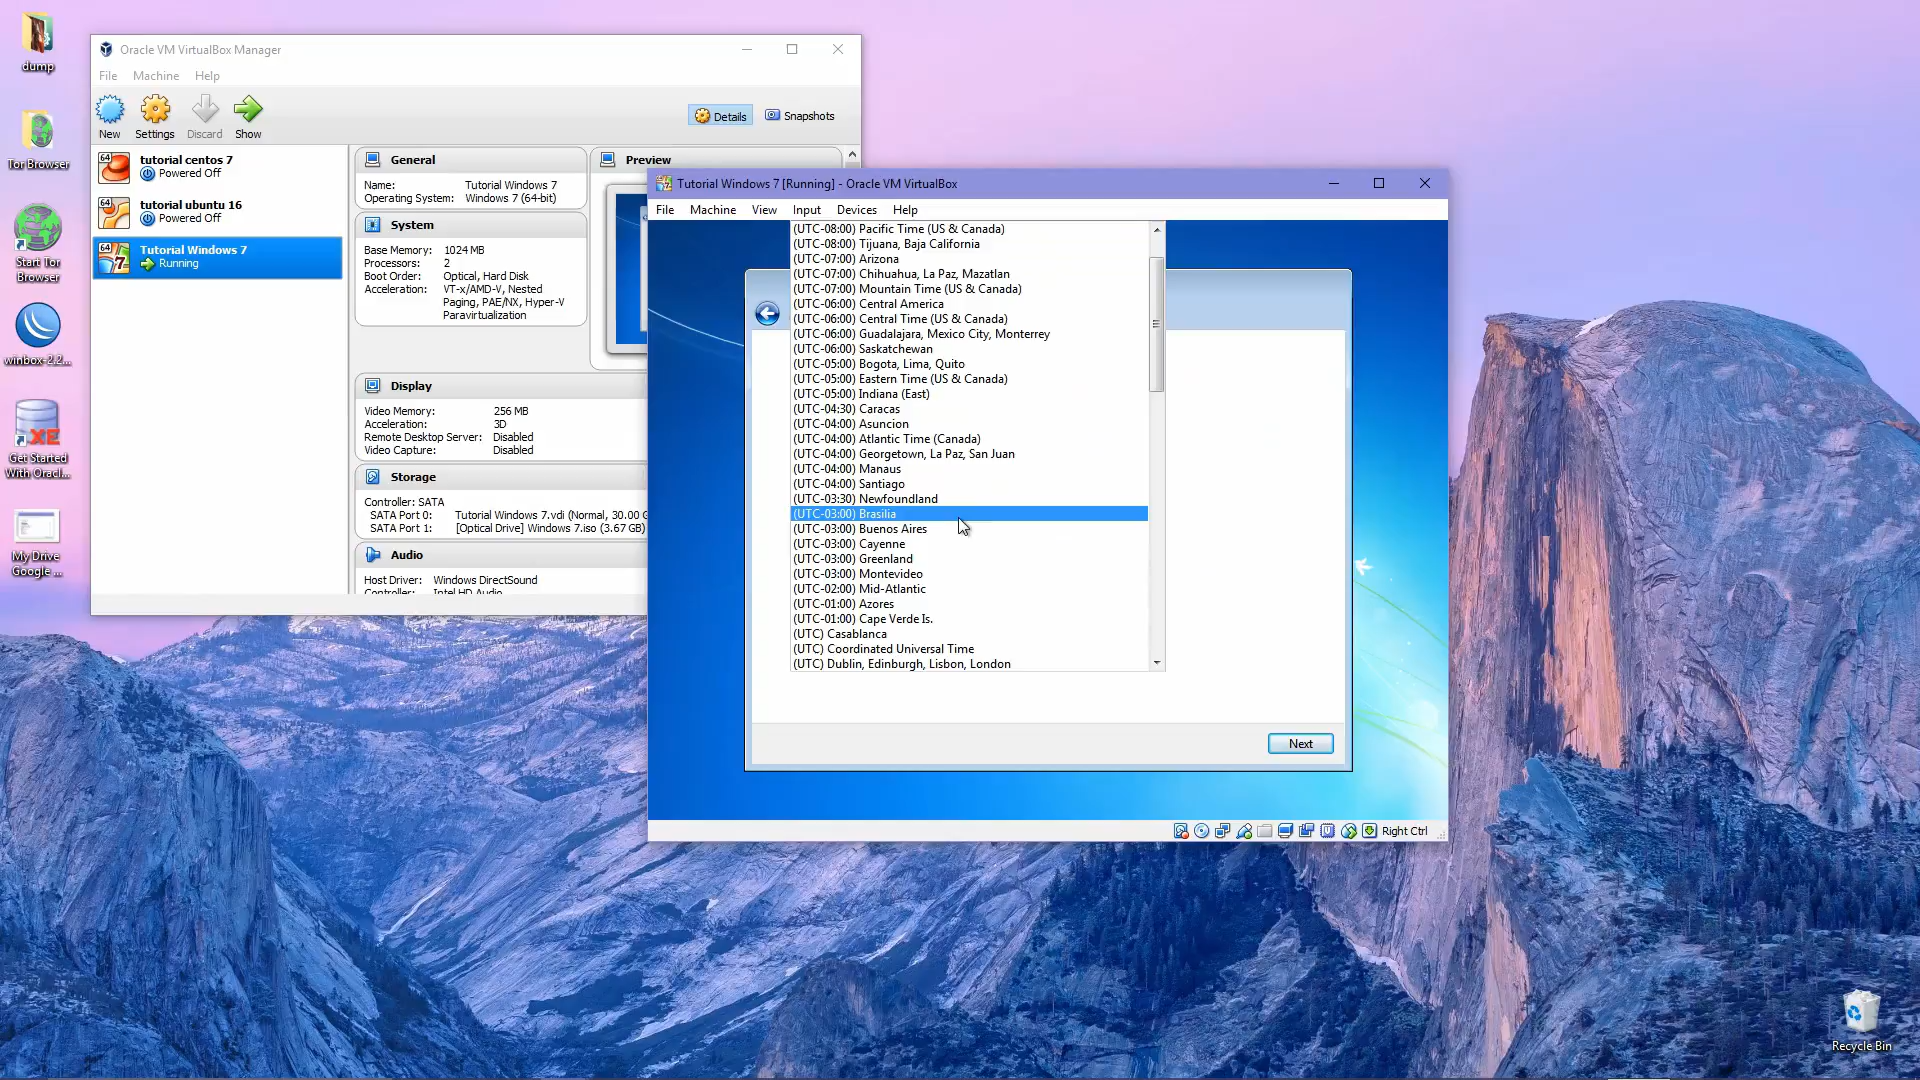 dump
Tor Browser
Start Tor
Browser
winbox-2.2...
XE
Get Started
With Oracl...
My Drive
Google ...
Oracle VM VirtualBox Manager
File Machine Help
New Settings Discard Show
Details Snapshots
64
tutorial centos 7
Powered Off
64
tutorial ubuntu 16
Powered Off
64
Tutorial Windows 7
Running
General
Name: Tutorial Windows 7
Operating System: Windows 7 (64-bit)
System
Base Memory: 1024 MB
Processors: 2
Boot Order: Optical, Hard Disk
Acceleration: VT-x/AMD-V, Nested
Paging, PAE/NX, Hyper-V
Paravirtualization
Preview
Display
Video Memory: 256 MB
Acceleration: 3D
Remote Desktop Server: Disabled
Video Capture: Disabled
Storage
Controller: SATA
SATA Port 0: Tutorial Windows 7.vdi (Normal, 30.00 G
SATA Port 1: [Optical Drive] Windows 7.iso (3.67 GB)
Audio
Host Driver: Windows DirectSound
Controller: Intel HD Audio
Tutorial Windows 7 [Running] - Oracle VM VirtualBox
File Machine View Input Devices Help
(UTC-08:00) Pacific Time (US & Canada)
(UTC-08:00) Tijuana, Baja California
(UTC-07:00) Arizona
(UTC-07:00) Chihuahua, La Paz, Mazatlan
(UTC-07:00) Mountain Time (US & Canada)
(UTC-06:00) Central America
(UTC-06:00) Central Time (US & Canada)
(UTC-06:00) Guadalajara, Mexico City, Monterrey
(UTC-06:00) Saskatchewan
(UTC-05:00) Bogota, Lima, Quito
(UTC-05:00) Eastern Time (US & Canada)
(UTC-05:00) Indiana (East)
(UTC-04:30) Caracas
(UTC-04:00) Asuncion
(UTC-04:00) Atlantic Time (Canada)
(UTC-04:00) Georgetown, La Paz, San Juan
(UTC-04:00) Manaus
(UTC-04:00) Santiago
(UTC-03:30) Newfoundland
(UTC-03:00) Brasilia
(UTC-03:00) Buenos Aires
(UTC-03:00) Cayenne
(UTC-03:00) Greenland
(UTC-03:00) Montevideo
(UTC-02:00) Mid-Atlantic
(UTC-01:00) Azores
(UTC-01:00) Cape Verde Is.
(UTC) Casablanca
(UTC) Coordinated Universal Time
(UTC) Dublin, Edinburgh, Lisbon, London
Next
Right Ctrl
Recycle Bin